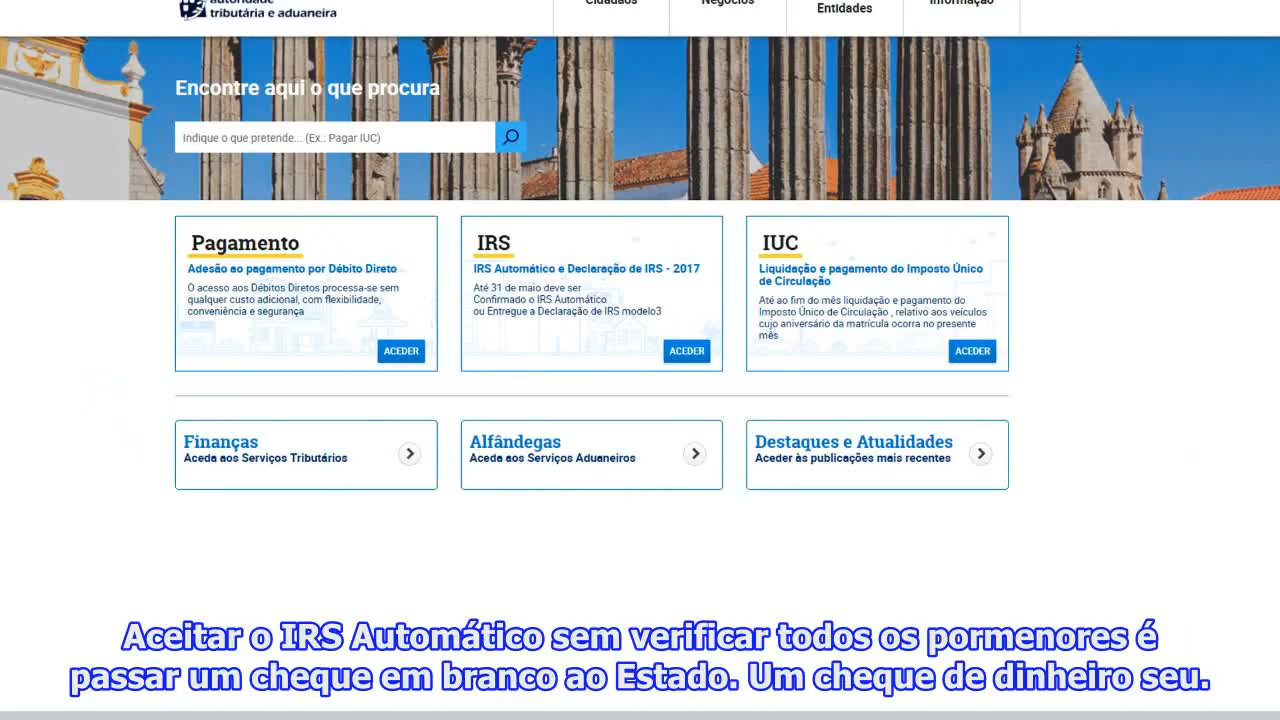 autoridade
tributária e aduaneira
Cidadãos
Negócios
Entidades
Informação
Encontre aqui o que procura
Indique o que pretende... (Ex.: Pagar IUC)
Pagamento
Adesão ao pagamento por Débito Direto
O acesso aos Débitos Diretos processa-se sem
qualquer custo adicional, com flexibilidade,
conveniência e segurança
ACEDER
IRS
IRS Automático e Declaração de IRS - 2017
Até 31 de maio deve ser
Confirmado o IRS Automático
ou Entregue a Declaração de IRS modelo3
ACEDER
IUC
Liquidação e pagamento do Imposto Único
de Circulação
Até ao fim do mês liquidação e pagamento do
Imposto Único de Circulação , relativo aos veículos
cujo aniversário da matrícula ocorra no presente
mês
ACEDER
Finanças
Aceda aos Serviços Tributários
Alfândegas
Aceda aos Serviços Aduaneiros
Destaques e Atualidades
Aceder às publicações mais recentes
Aceitar o IRS Automático sem verificar todos os pormenores é
passar um cheque em branco ao Estado. Um cheque de dinheiro seu.